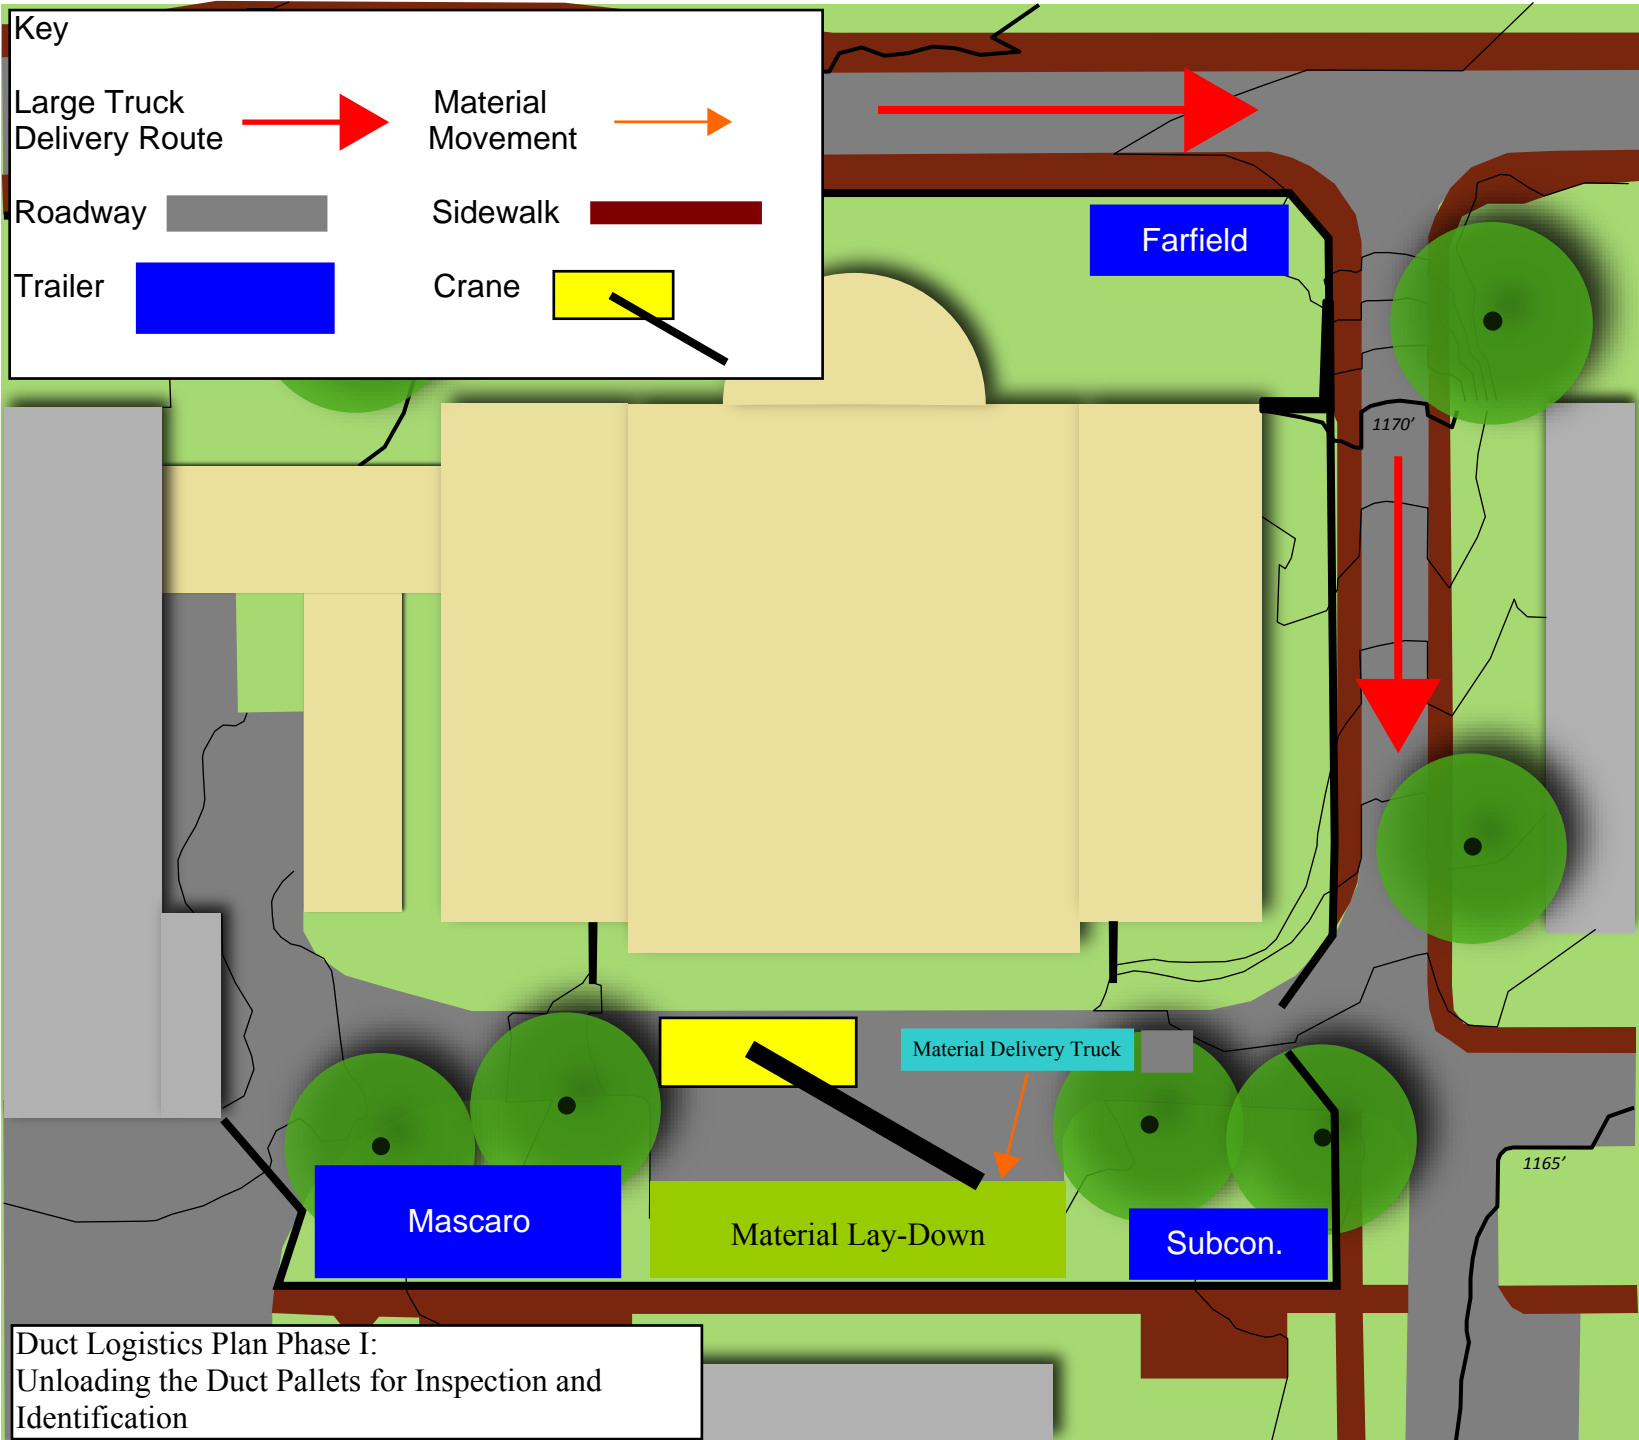 Key
Large Truck
Delivery Route
Material
Movement
Roadway
Sidewalk
Trailer
Crane
Farfield
1170'
Material Delivery Truck
Mascaro
Material Lay-Down
Subcon.
1165'
Duct Logistics Plan Phase I:
Unloading the Duct Pallets for Inspection and
Identification